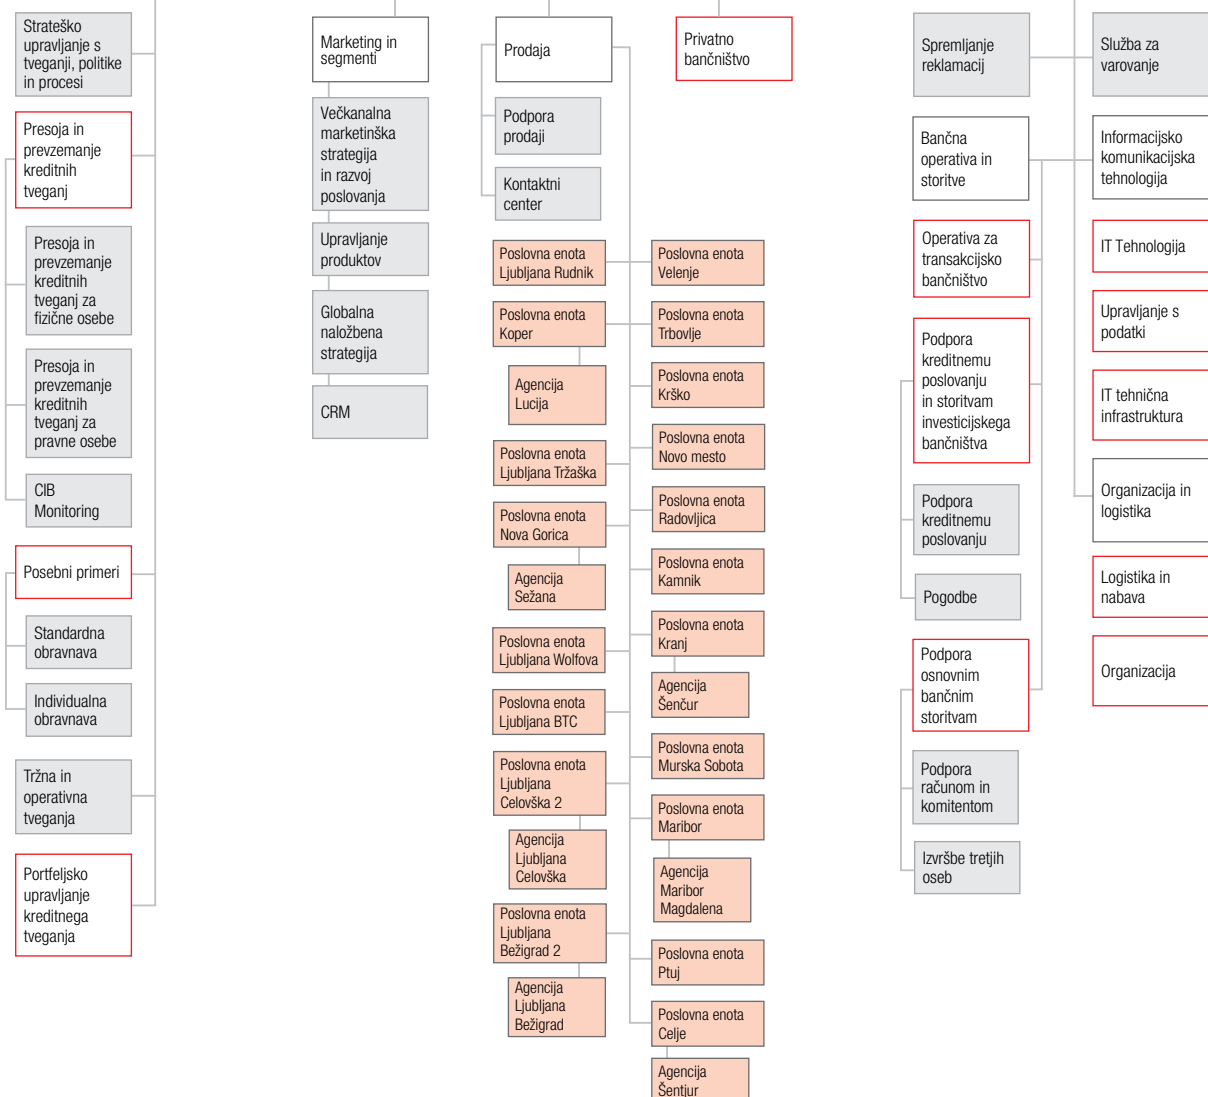 Strateško
upravljanje s
tveganji, politike
in procesi
Presoja in
prevzemanje
kreditnih
tveganj
Presoja in
prevzemanje
kreditnih
tveganj za
fizične osebe
Presoja in
prevzemanje
kreditnih
tveganj za
pravne osebe
CIB
Monitoring
Posebni primeri
Standardna
obravnava
Individualna
obravnava
Tržna in
operativna
tveganja
Portfeljsko
upravljanje
kreditnega
tveganja
Marketing in
segmenti
Večkanalna
marketinška
strategija
in razvoj
poslovanja
Upravljanje
produktov
Globalna
naložbena
strategija
CRM
Prodaja
Podpora
prodaji
Kontaktni
center
Poslovna enota
Ljubljana Rudnik
Poslovna enota
Koper
Agencija
Lucija
Poslovna enota
Ljubljana Tržaška
Poslovna enota
Nova Gorica
Agencija
Sežana
Poslovna enota
Ljubljana Wolfova
Poslovna enota
Ljubljana BTC
Poslovna enota
Ljubljana
Celovška 2
Agencija
Ljubljana
Celovška
Poslovna enota
Ljubljana
Bežigrad 2
Agencija
Ljubljana
Bežigrad
Privatno
bančništvo
Poslovna enota
Velenje
Poslovna enota
Trbovlje
Poslovna enota
Krško
Poslovna enota
Novo mesto
Poslovna enota
Radovljica
Poslovna enota
Kamnik
Poslovna enota
Kranj
Agencija
Šenčur
Poslovna enota
Murska Sobota
Poslovna enota
Maribor
Agencija
Maribor
Magdalena
Poslovna enota
Ptuj
Poslovna enota
Celje
Agencija
Šentjur
Spremljanje
reklamacij
Bančna
operativa in
storitve
Operativa za
transakcijsko
bančništvo
Podpora
kreditnemu
poslovanju
in storitvam
investicijskega
bančništva
Podpora
kreditnemu
poslovanju
Pogodbe
Podpora
osnovnim
bančnim
storitvam
Podpora
računom in
komitentom
Izvršbe tretjih
oseb
Služba za
varovanje
Informacijsko
komunikacijska
tehnologija
IT Tehnologija
Upravljanje s
podatki
IT tehnična
infrastruktura
Organizacija in
logistika
Logistika in
nabava
Organizacija